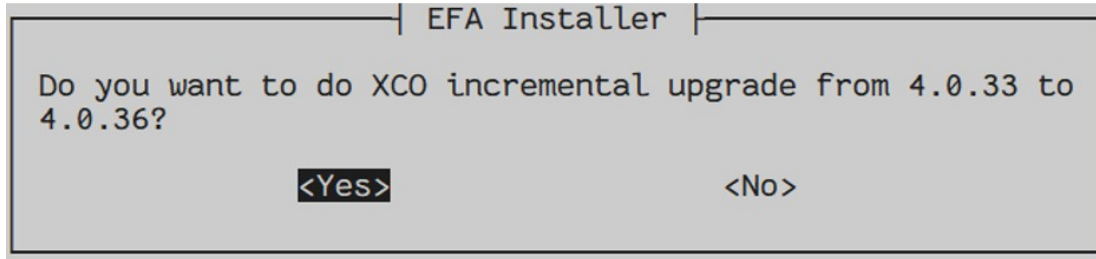 EFA Installer
Do you want to do XCO incremental upgrade from 4.0.33 to
4.0.36?
<Yes> <No>